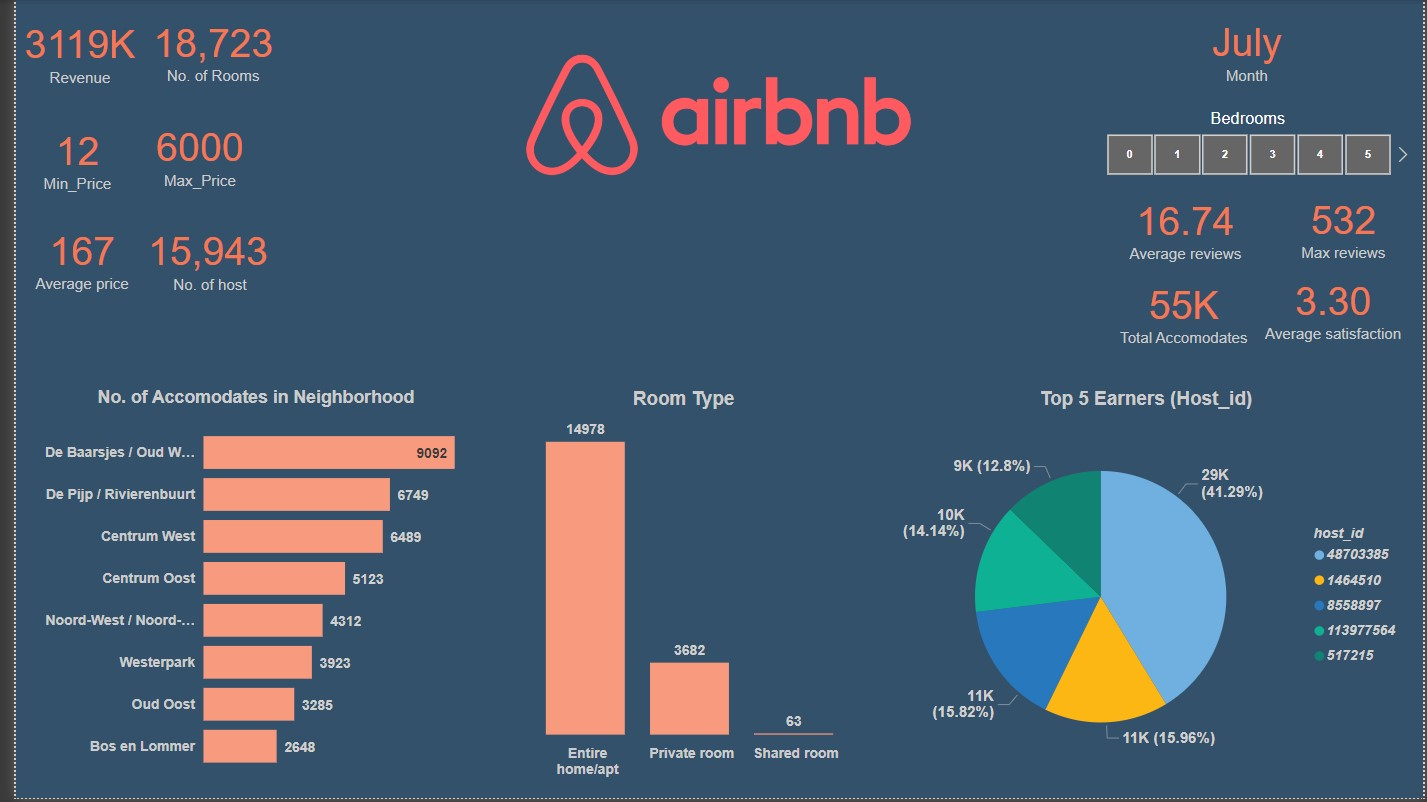 3119K
Revenue
18,723
No. of Rooms
12
Min_Price
6000
Max_Price
167
Average price
15,943
No. of host
airbnb
July
Month
Bedrooms
0 1 2 3 4 5
16.74
Average reviews
532
Max reviews
55K
Total Accomodates
3.30
Average satisfaction
No. of Accomodates in Neighborhood
De Baarsjes / Oud W... 9092
De Pijp / Rivierenbuurt 6749
Centrum West 6489
Centrum Oost 5123
Noord-West / Noord-... 4312
Westerpark 3923
Oud Oost 3285
Bos en Lommer 2648
Room Type
14978
3682
63
Entire
home/apt
Private room
Shared room
Top 5 Earners (Host_id)
29K
(41.29%)
11K (15.96%)
11K
(15.82%)
10K
(14.14%)
9K (12.8%)
host_id
48703385
1464510
8558897
113977564
517215